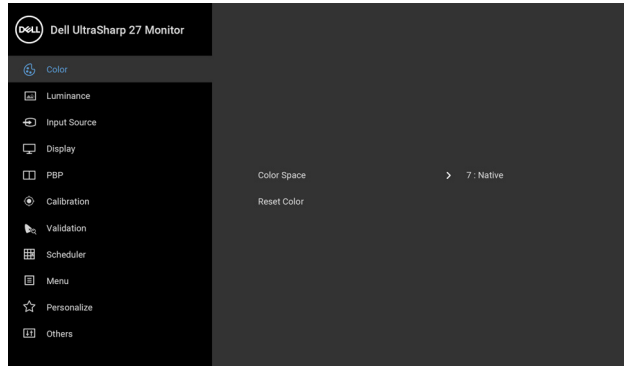 DELL Dell UltraSharp 27 Monitor
Color
Luminance
Input Source
Display
PBP
Color Space 7 : Native
Calibration
Reset Color
Validation
Scheduler
Menu
Personalize
Others